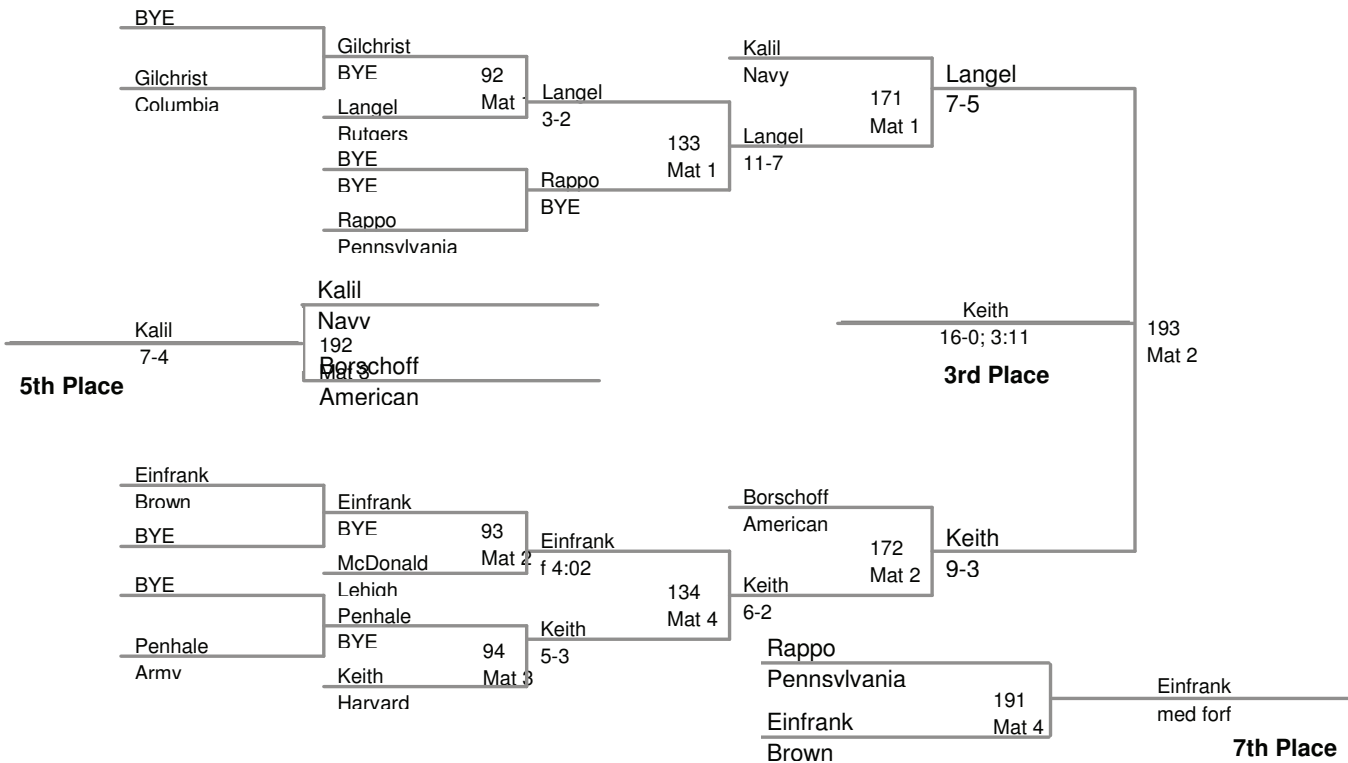 BYE
Gilchrist
Columbia
Gilchrist
BYE
92
Mat 1
Langel
Rutgers
BYE
BYE
Rappo
Pennsylvania
Langel
3-2
Rappo
BYE
133
Mat 1
Kalil
Navy
Langel
11-7
171
Mat 1
Langel
7-5
Kalil
7-4
5th Place
Kalil
Navy
192
Mat 3
Borschoff
American
Keith
16-0; 3:11
3rd Place
193
Mat 2
Einfrank
Brown
BYE
BYE
Penhale
Army
Einfrank
BYE
93
Mat 2
McDonald
Lehigh
Penhale
BYE
94
Mat 3
Keith
Harvard
Einfrank
f 4:02
Keith
5-3
134
Mat 4
Borschoff
American
Keith
6-2
172
Mat 2
Keith
9-3
Rappo
Pennsylvania
191
Mat 4
Einfrank
Brown
Einfrank
med forf
7th Place